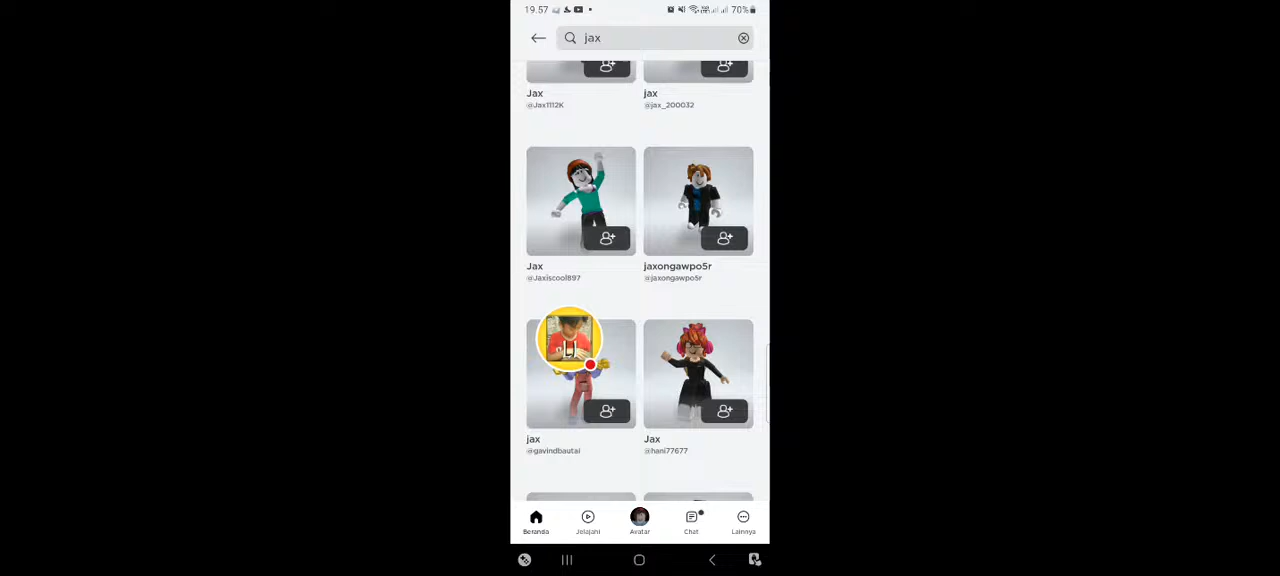 19.57
70%
jax
Jax
@Jax1112K
jax
@jax_200032
Jax
@Jaxiscool897
jaxongawpo5r
@jaxongawpo5r
LI
jax
@gavindbautai
Jax
@hani77677
Beranda
Jelajahi
Avatar
Chat
Lainnya